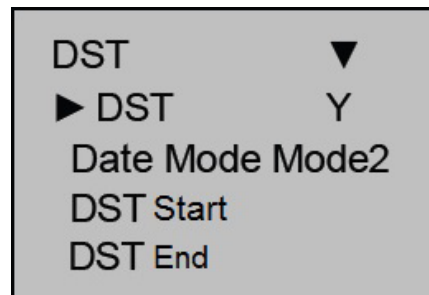 DST ▼
► DST Y
Date Mode Mode2
DST Start
DST End